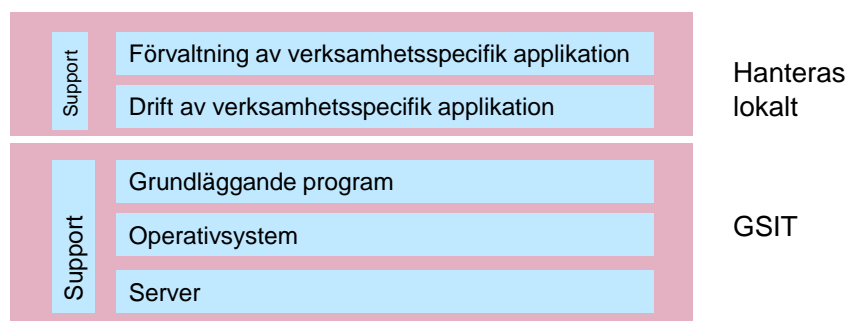 Support
Förvaltning av verksamhetsspecifik applikation
Drift av verksamhetsspecifik applikation
Hanteras
lokalt
Support
Grundläggande program
Operativsystem
Server
GSIT